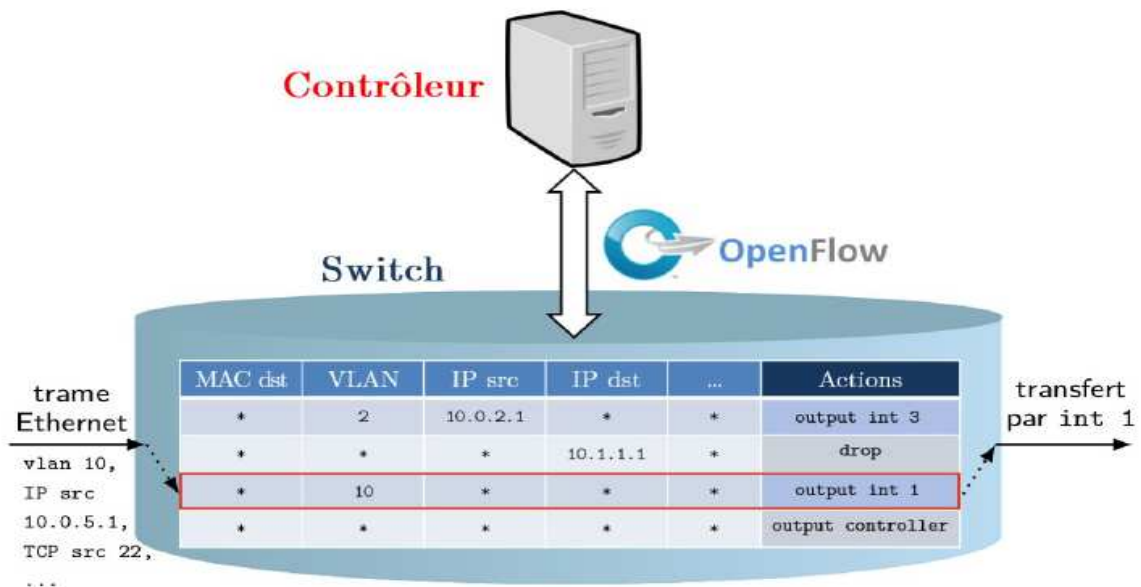 Contrôleur
OpenFlow
Switch
MAC dst VLAN IP src IP dst ... Actions
* 2 10.0.2.1 * * output int 3
* * * 10.1.1.1 * drop
* 10 * * * output int 1
* * * * * output controller
trame
Ethernet
vlan 10,
IP src
10.0.5.1,
TCP src 22,
...
transfert
par int 1